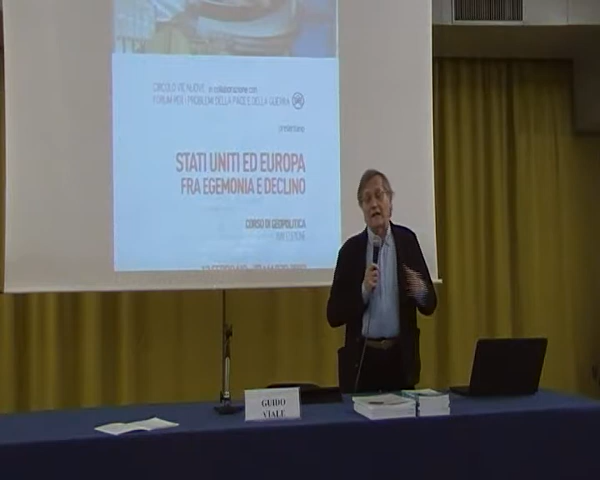 CIRCOLO VIE NUOVE in collaborazione con
FORUM PER I PROBLEMI DELLA PACE E DELLA GUERRA
presentano
STATI UNITI ED EUROPA
FRA EGEMONIA E DECLINO
CORSO DI GEOPOLITICA
GUIDO
VIALE